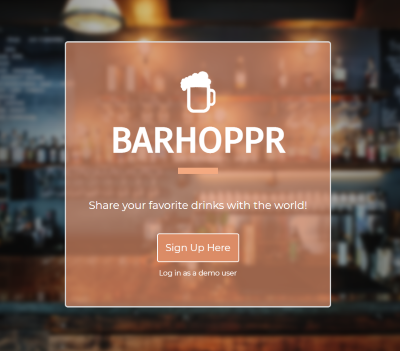 BARHOPPR
Share your favorite drinks with the world!
Sign Up Here
Log in as a demo user